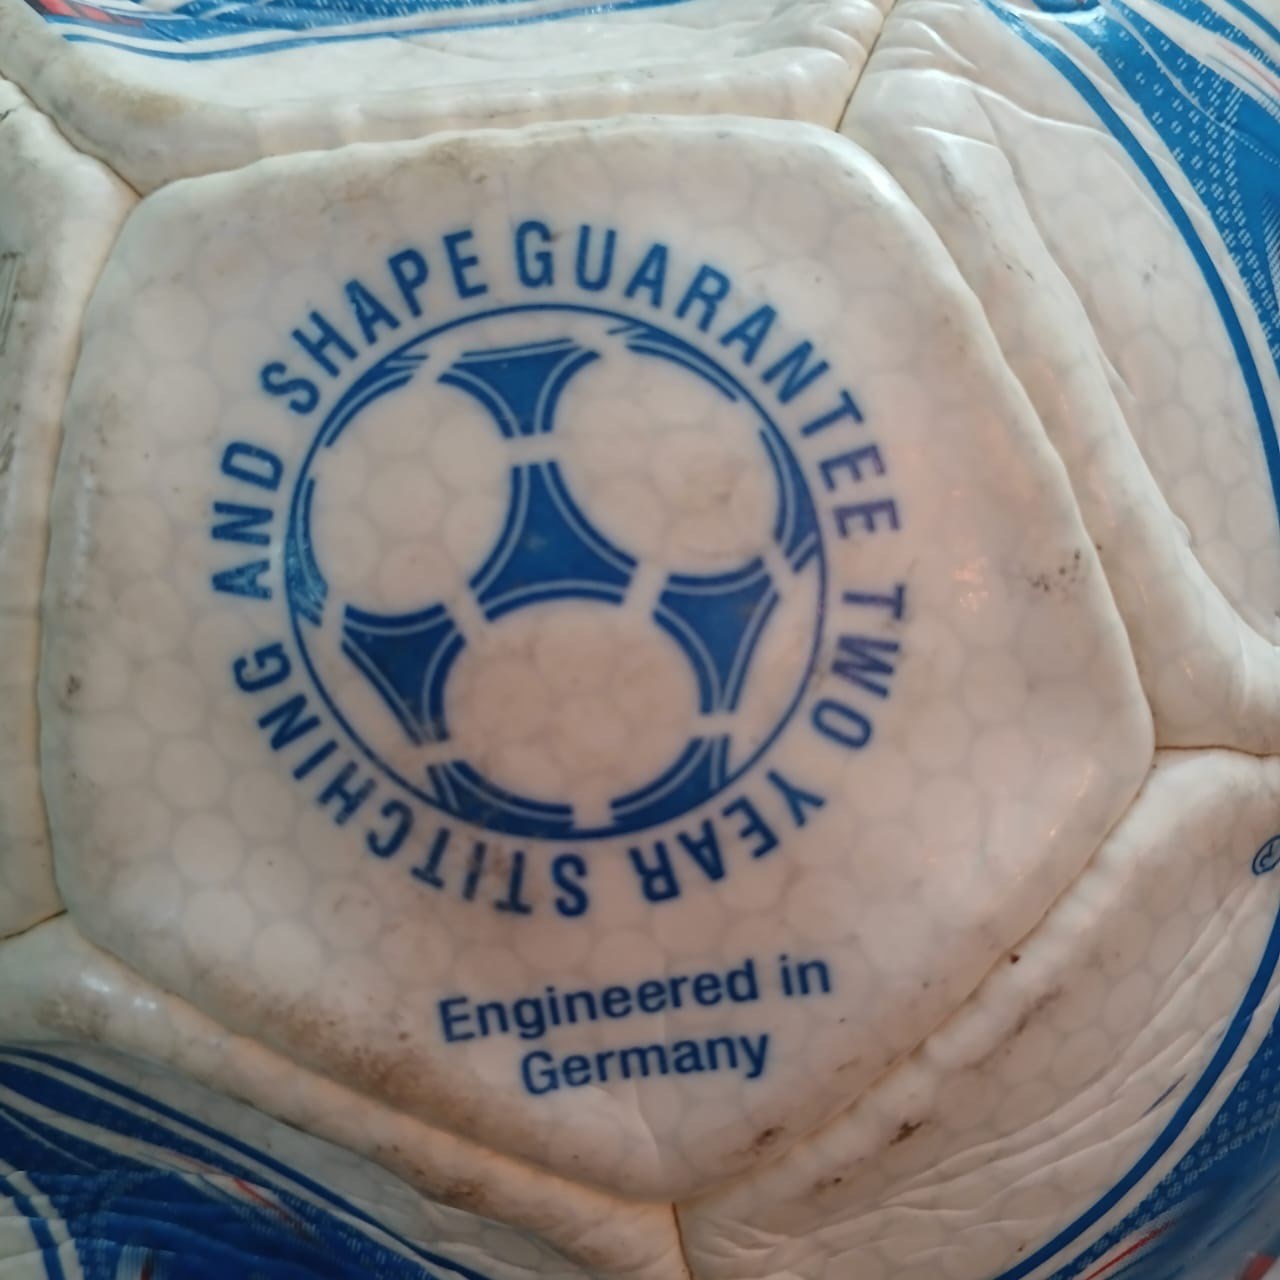 TWO YEAR STITCHING AND SHAPE GUARANTEE
Engineered in
Germany